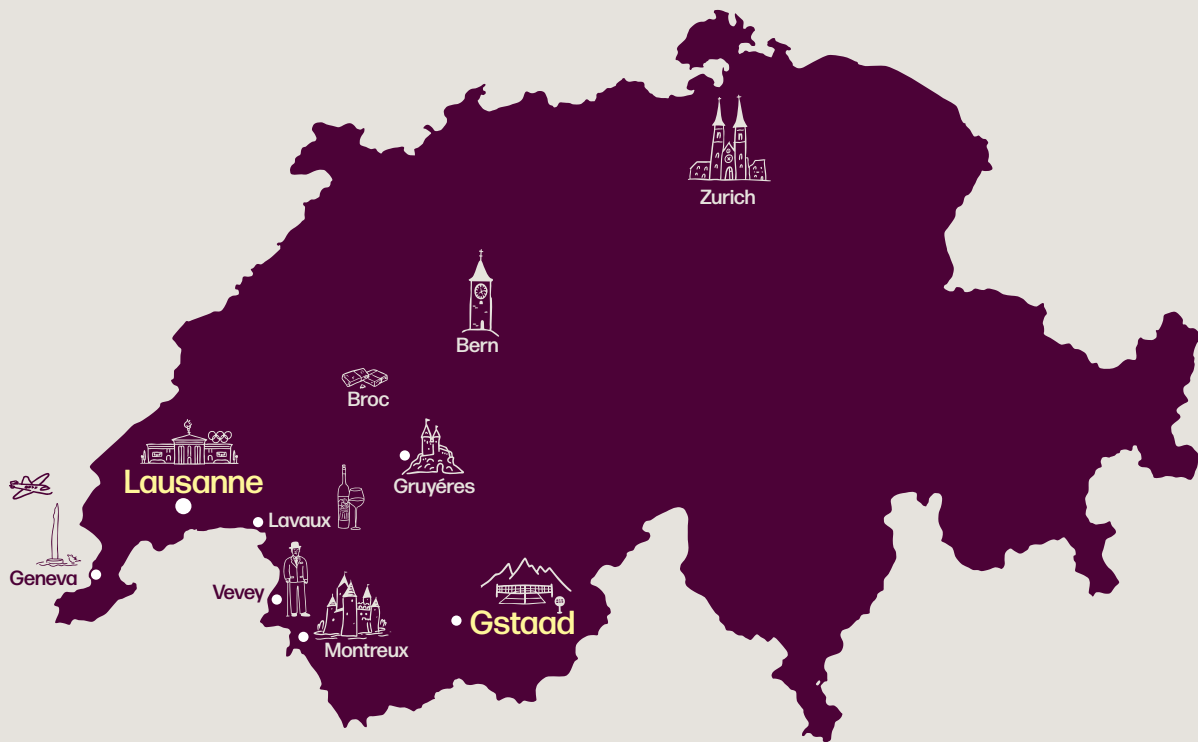 Zurich
Bern
Broc
Lausanne
Gruyéres
Lavaux
Geneva
Vevey
Gstaad
Montreux